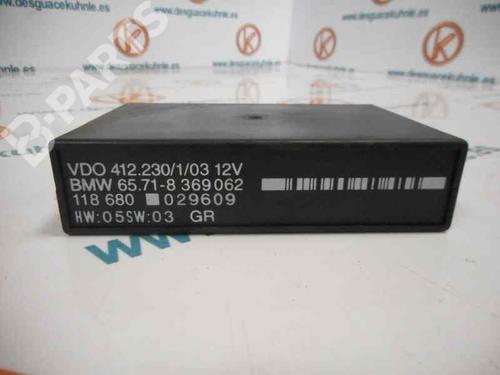 www.desguacekuhnle.es
www.desguacekuhnle.es
B-PARTS
VDO 412.230/1/03 12V
BMW 65.71-8 369062
118 680 029609
HW:05SW:03 GR